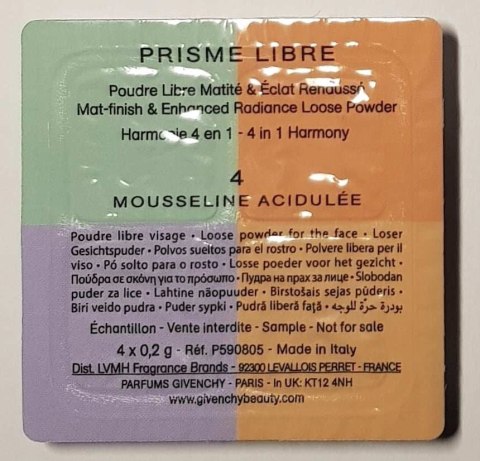 PRISME LIBRE
Poudre Libre Matité & Éclat Rehaussé
Mat-finish & Enhanced Radiance Loose Powder
Harmonie 4 en 1 - 4 in 1 Harmony
4
MOUSSELINE ACIDULÉE
Poudre libre visage • Loose powder for the face • Loser
Gesichtspuder • Polvos sueltos para el rostro • Polvere libera per il
viso • Pó solto para o rosto • Losse poeder voor het gezicht •
Πούδρα σε σκόνη για το πρόσωπο • Пудра на прах за лице • Slobodan
puder za lice • Lahtine näopuuder • Birstošais sejas pūderis •
Biri veido pudra • Puder sypki • Pudră liberă față • بودرة حرّة للوجه
Échantillon - Vente interdite - Sample - Not for sale
4 x 0,2 g - Réf. P590805 - Made in Italy
Dist. LVMH Fragrance Brands - 92300 LEVALLOIS PERRET - FRANCE
PARFUMS GIVENCHY - PARIS - In UK: KT12 4NH
www.givenchybeauty.com